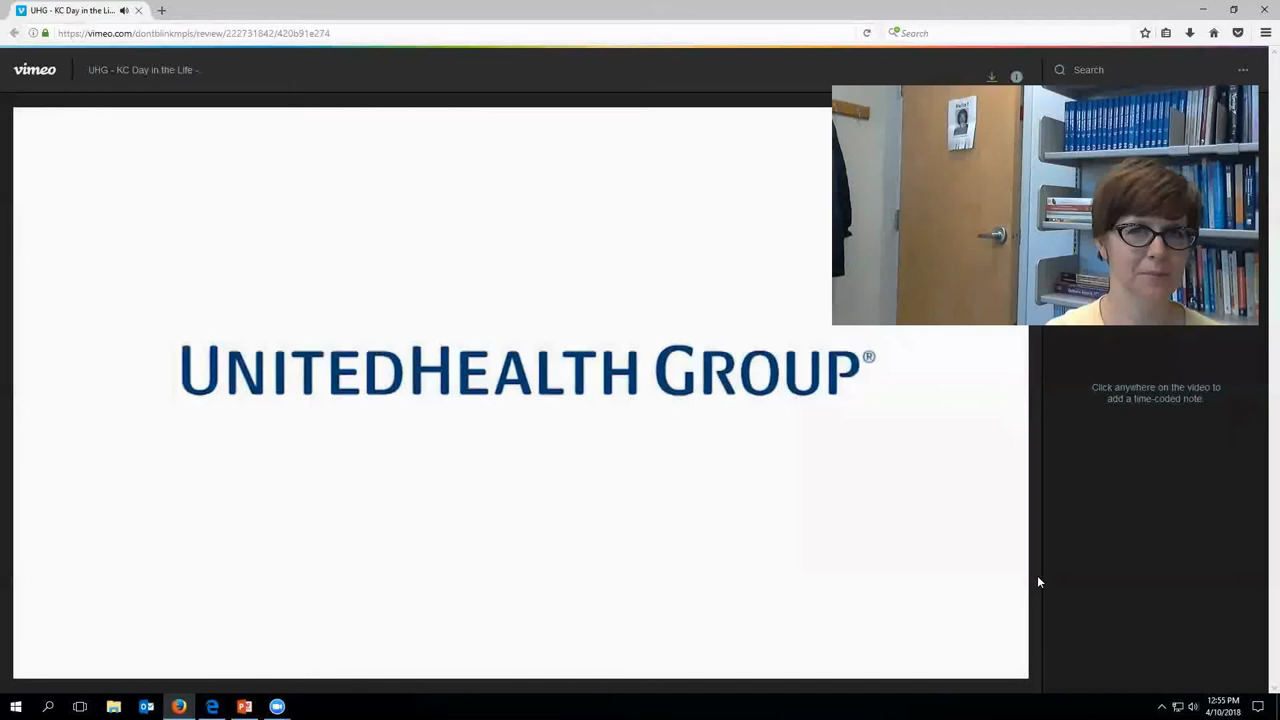 UHG - KC Day in the Li...
https://vimeo.com/dontblinkmpls/review/222731842/420b91e274
Search
vimeo
UHG - KC Day in the Life -.
Search
UNITEDHEALTH GROUP®
Click anywhere on the video to
add a time-coded note.
12:55 PM
4/10/2018